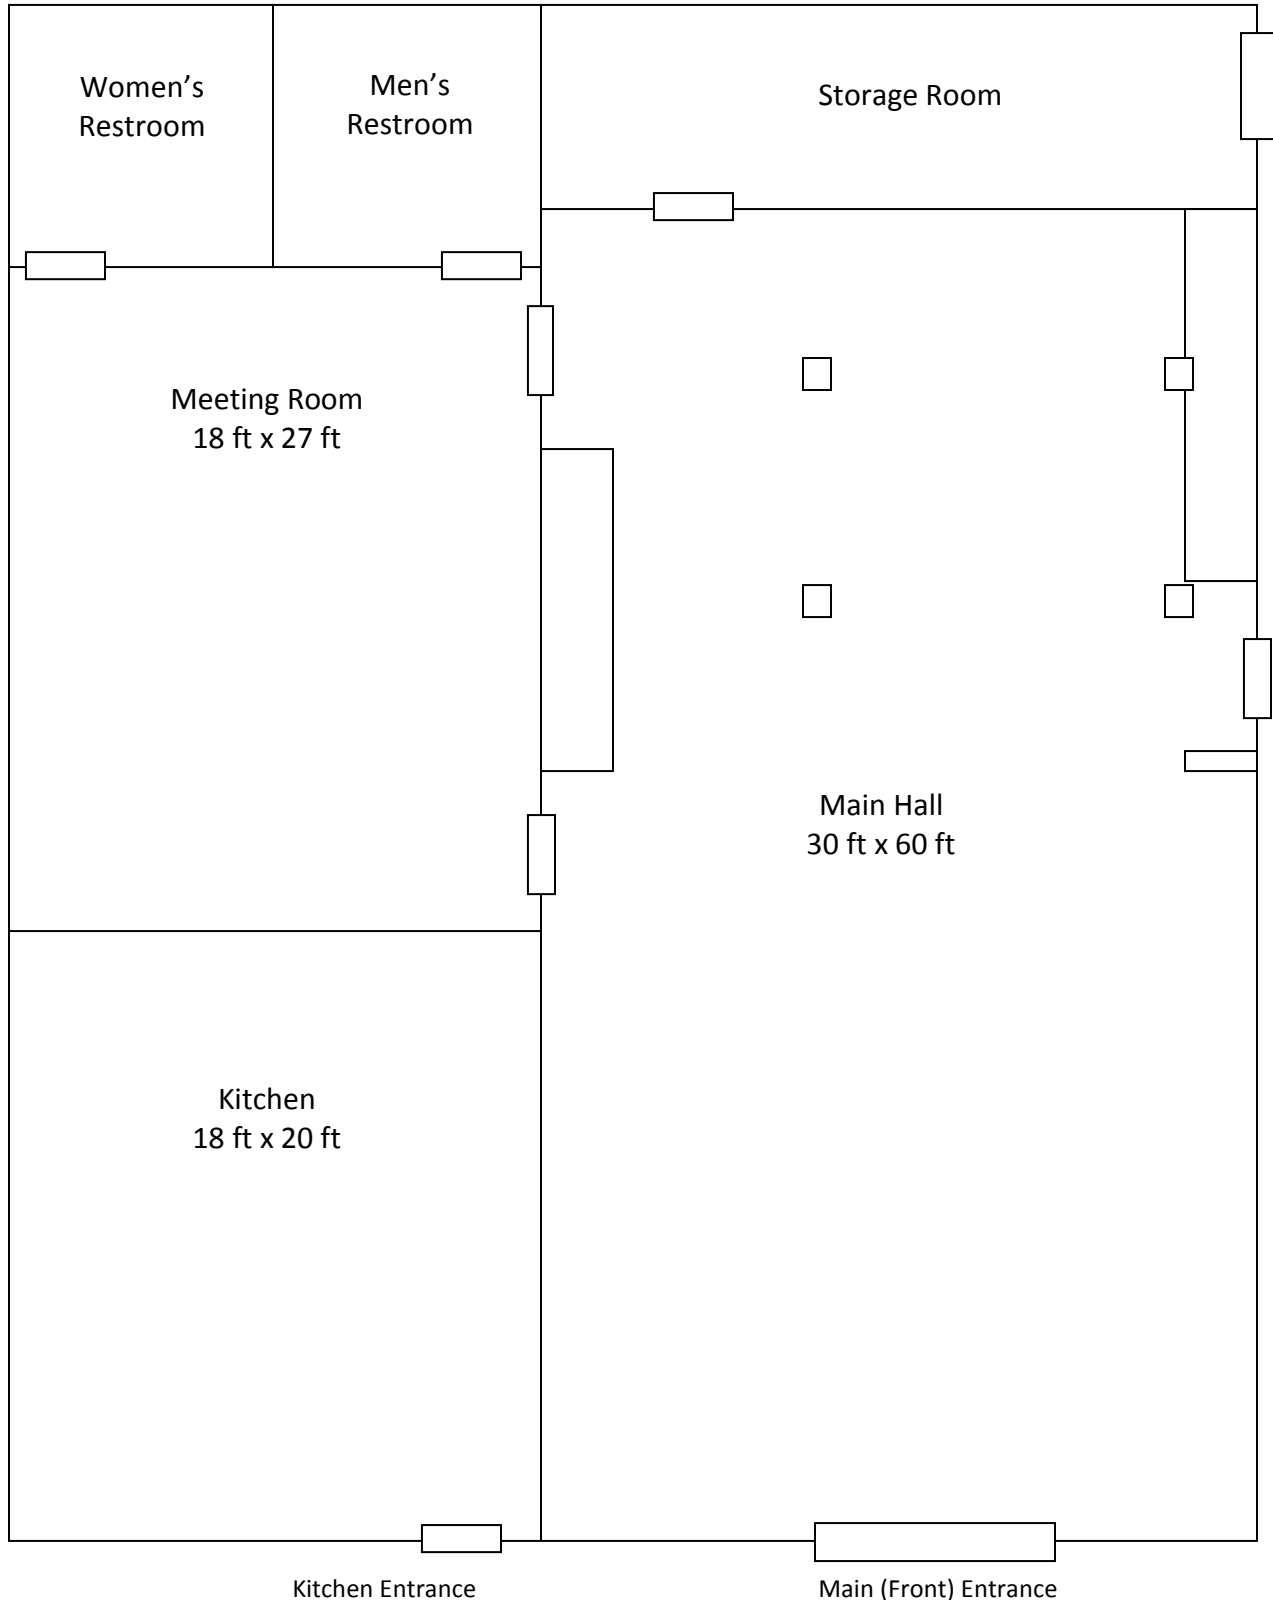 Women’s
Restroom
Men’s
Restroom
Storage Room
Meeting Room
18 ft x 27 ft
Main Hall
30 ft x 60 ft
Kitchen
18 ft x 20 ft
Kitchen Entrance
Main (Front) Entrance